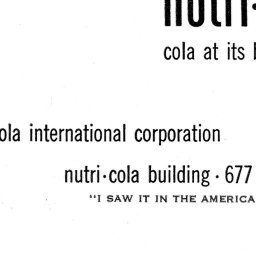 nutri·
cola at its
ola international corporation
nutri·cola building · 677
"I SAW IT IN THE AMERICA